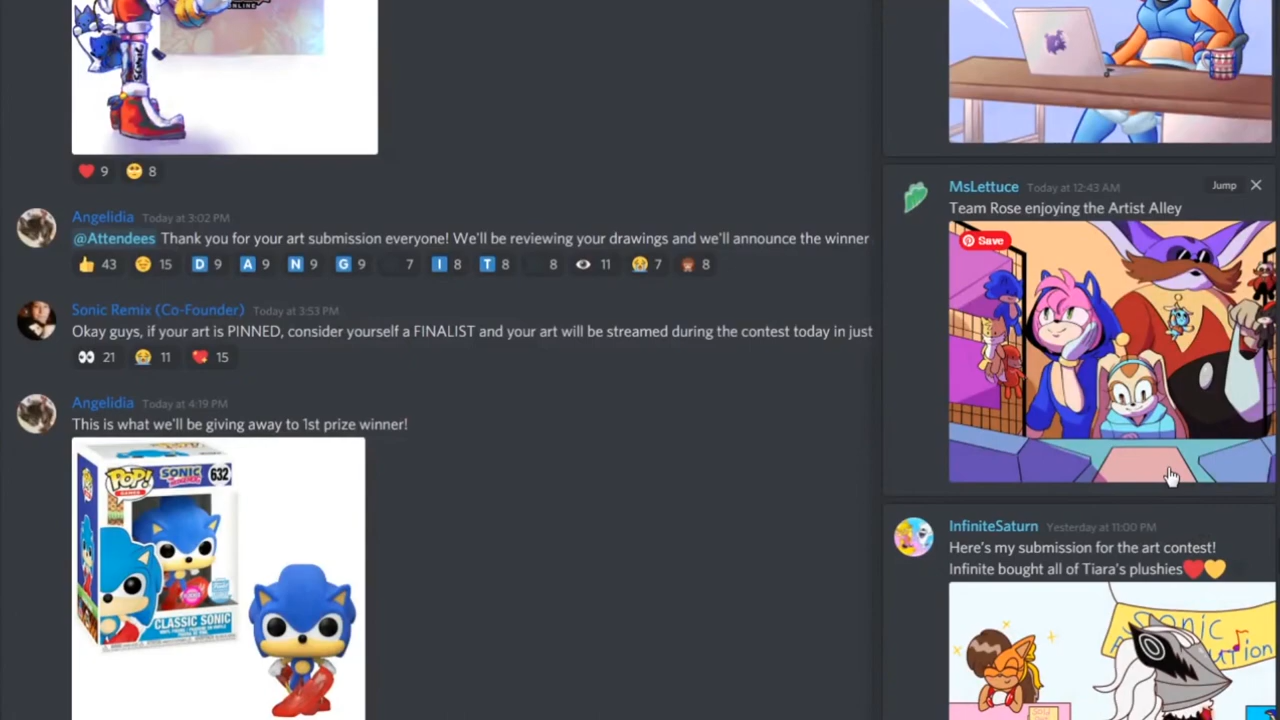 ONLINE
SONIC
9 8
Angelidia Today at 3:02 PM
@Attendees Thank you for your art submission everyone! We'll be reviewing your drawings and we'll announce the winner
43 15 D 9 A 9 N 9 G 9 7 I 8 T 8 8 11 7 8
Sonic Remix (Co-Founder) Today at 3:53 PM
Okay guys, if your art is PINNED, consider yourself a FINALIST and your art will be streamed during the contest today in just
21 11 15
Angelidia Today at 4:19 PM
This is what we'll be giving away to 1st prize winner!
POP!
GAMES
SONIC
632
CLASSIC SONIC
MsLettuce Today at 12:43 AM Jump
Team Rose enjoying the Artist Alley
Save
InfiniteSaturn Yesterday at 11:00 PM
Here's my submission for the art contest!
Infinite bought all of Tiara's plushies
Sonic